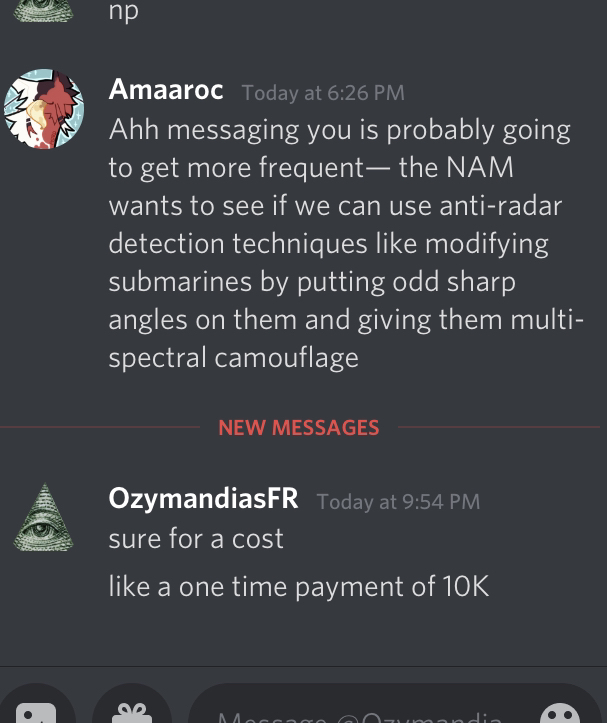 np
Amaaroc Today at 6:26 PM
Ahh messaging you is probably going
to get more frequent— the NAM
wants to see if we can use anti-radar
detection techniques like modifying
submarines by putting odd sharp
angles on them and giving them multi-
spectral camouflage
NEW MESSAGES
OzymandiasFR Today at 9:54 PM
sure for a cost
like a one time payment of 10K
Message @Ozymandia